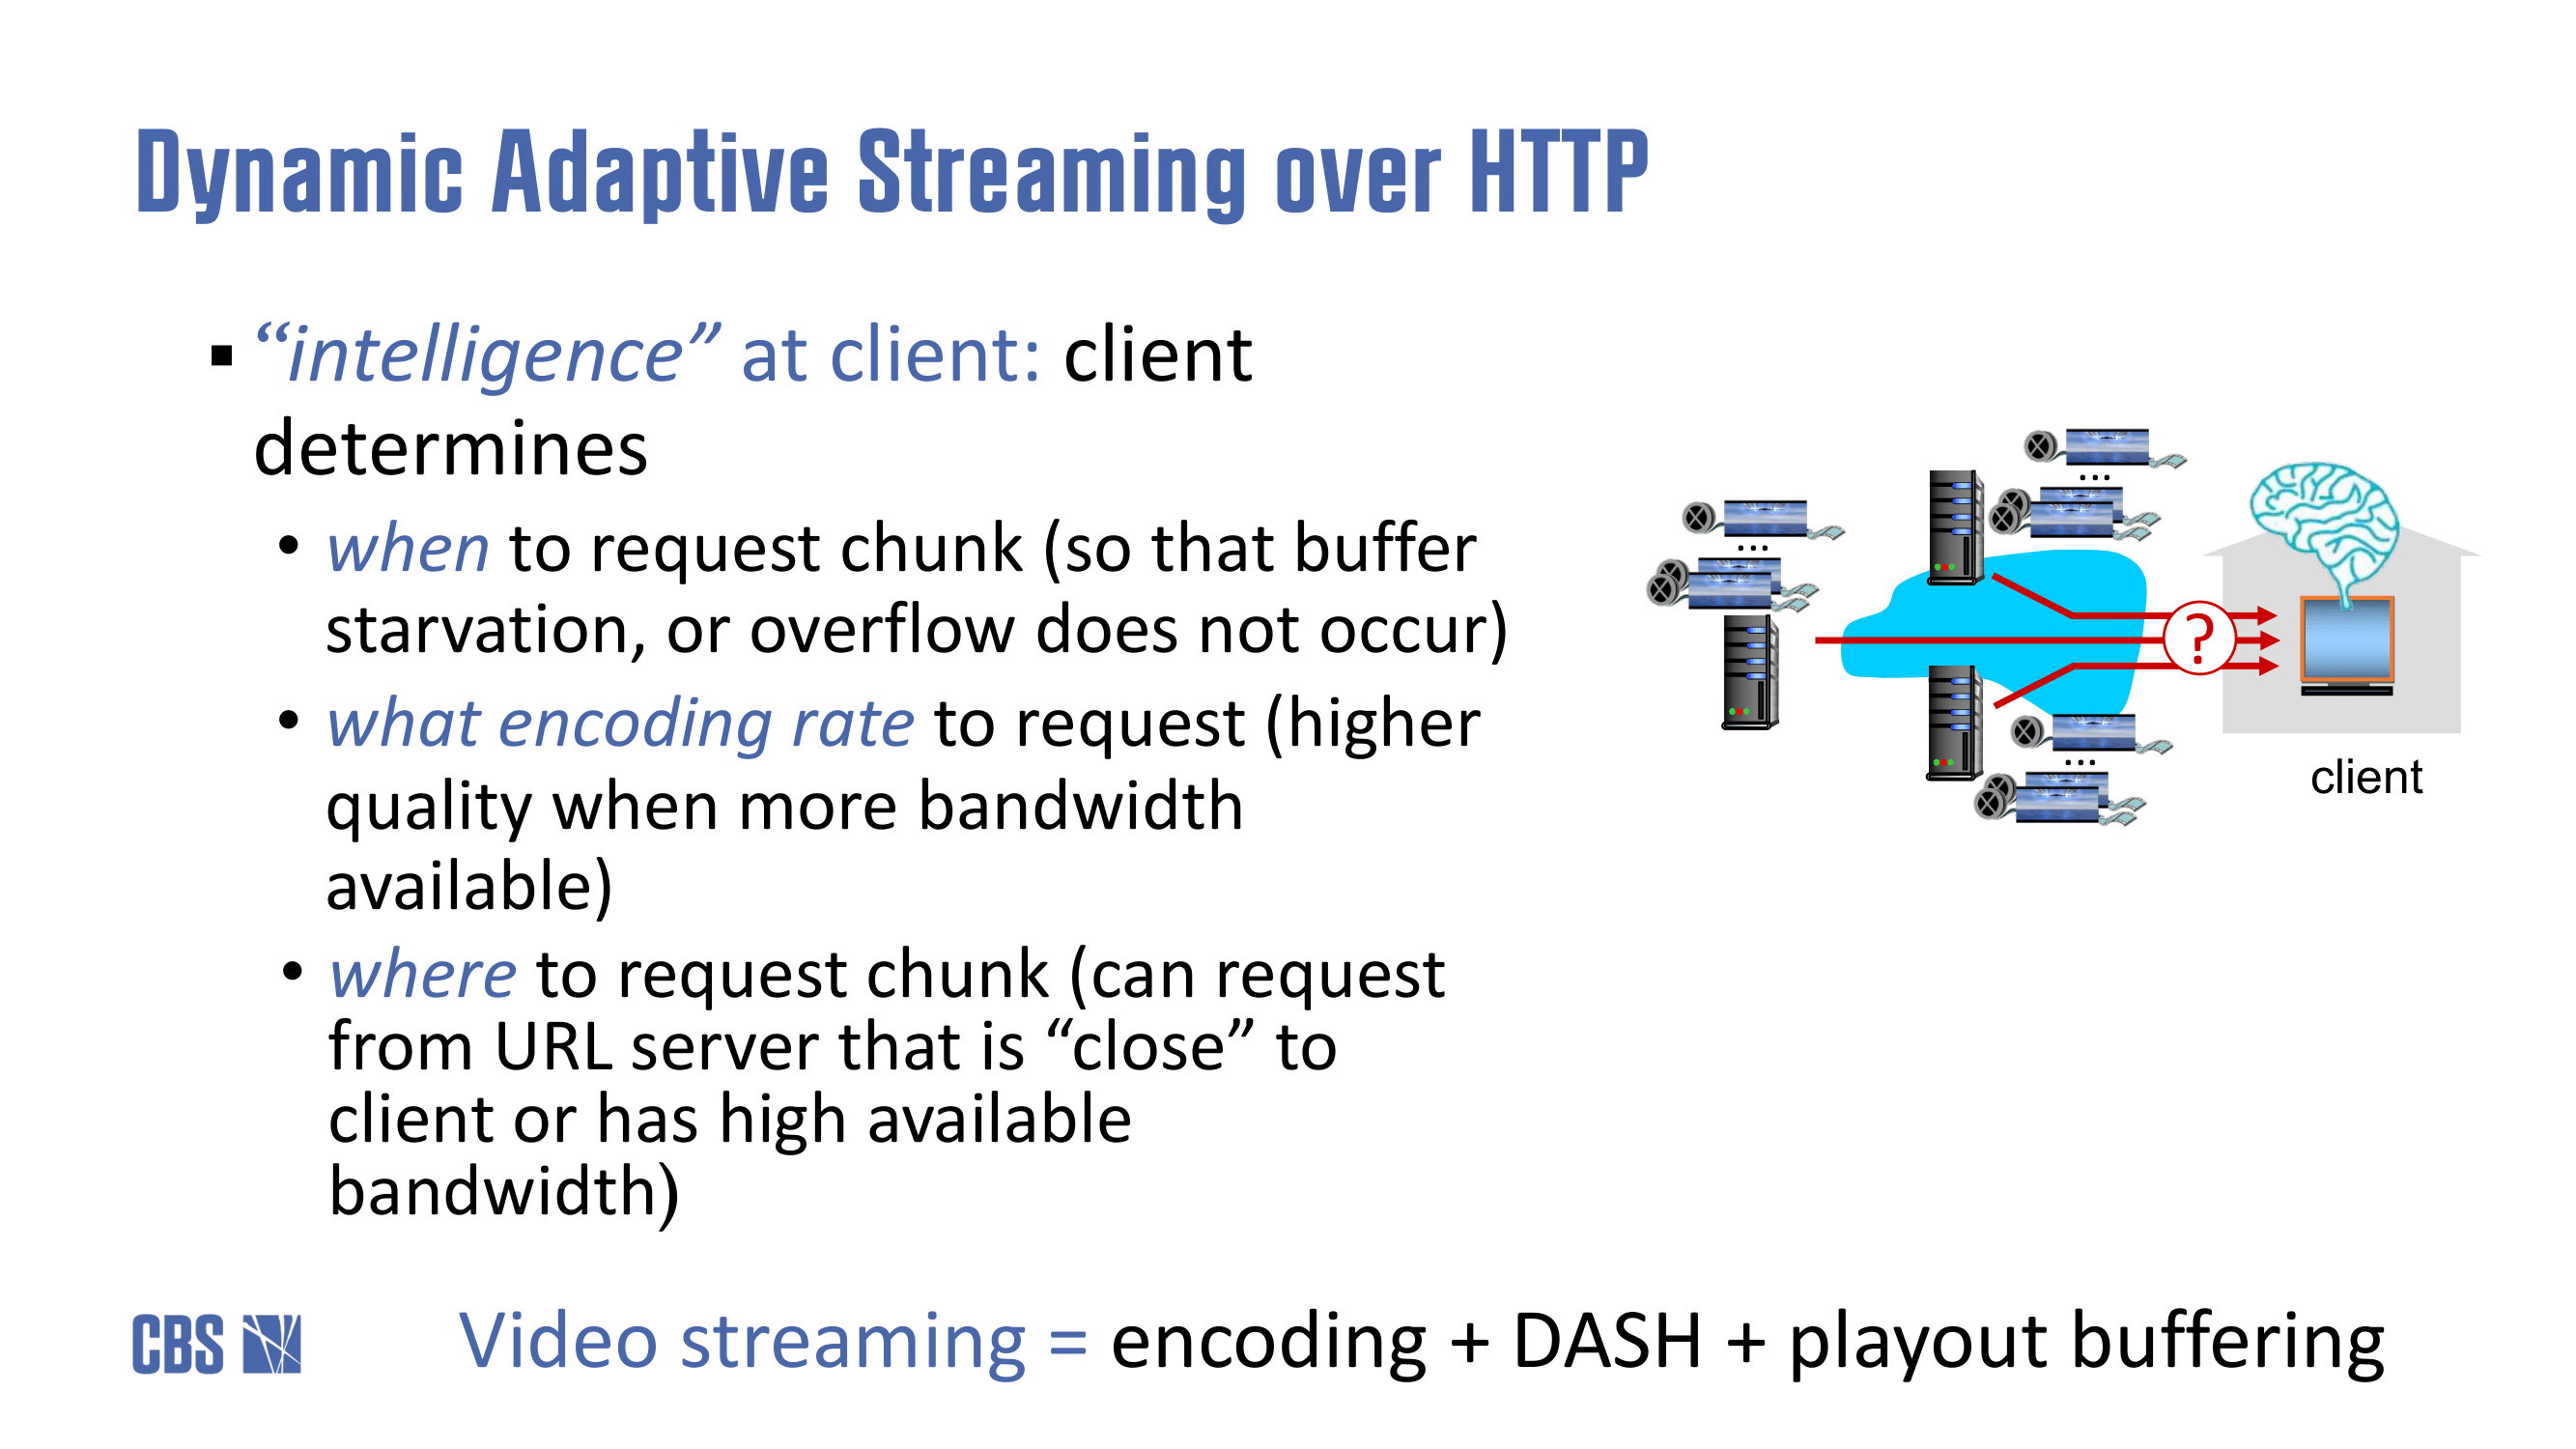 Dynamic Adaptive Streaming over HTTP
▪ “intelligence” at client: client
determines
• when to request chunk (so that buffer
starvation, or overflow does not occur)
• what encoding rate to request (higher
quality when more bandwidth
available)
• where to request chunk (can request
from URL server that is “close” to
client or has high available
bandwidth)
...
...
...
?
client
CBS
Video streaming = encoding + DASH + playout buffering